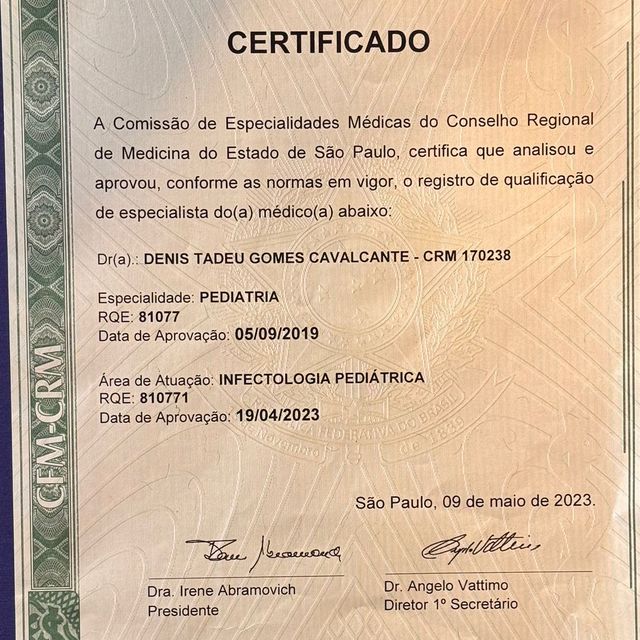 CERTIFICADO
A Comissão de Especialidades Médicas do Conselho Regional
de Medicina do Estado de São Paulo, certifica que analisou e
aprovou, conforme as normas em vigor, o registro de qualificação
de especialista do(a) médico(a) abaixo:
Dr(a).: DENIS TADEU GOMES CAVALCANTE - CRM 170238
Especialidade: PEDIATRIA
RQE: 81077
Data de Aprovação: 05/09/2019
Área de Atuação: INFECTOLOGIA PEDIÁTRICA
RQE: 810771
Data de Aprovação: 19/04/2023
São Paulo, 09 de maio de 2023.
Dra. Irene Abramovich
Presidente
Dr. Angelo Vattimo
Diretor 1º Secretário
CFM-CRM